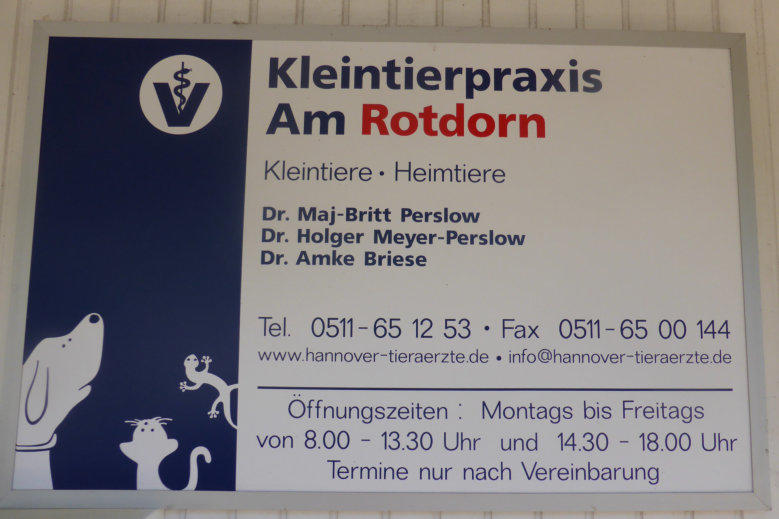 V
Kleintierpraxis
Am Rotdorn
Kleintiere • Heimtiere
Dr. Maj-Britt Perslow
Dr. Holger Meyer-Perslow
Dr. Amke Briese
Tel. 0511-65 12 53 • Fax 0511-65 00 144
www.hannover-tieraerzte.de • info@hannover-tieraerzte.de
Öffnungszeiten : Montags bis Freitags
von 8.00 - 13.30 Uhr und 14.30 - 18.00 Uhr
Termine nur nach Vereinbarung